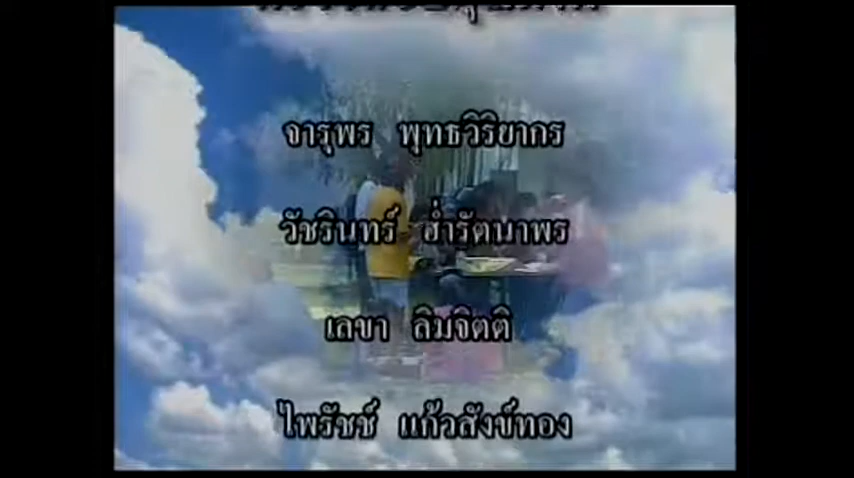 จารุพร พุทธวิริยากร
วัชรินทร์ ฮ่ำรัตนาพร
เลขา ลิมจิตติ
ไพรัชช์ แก้วสังข์ทอง